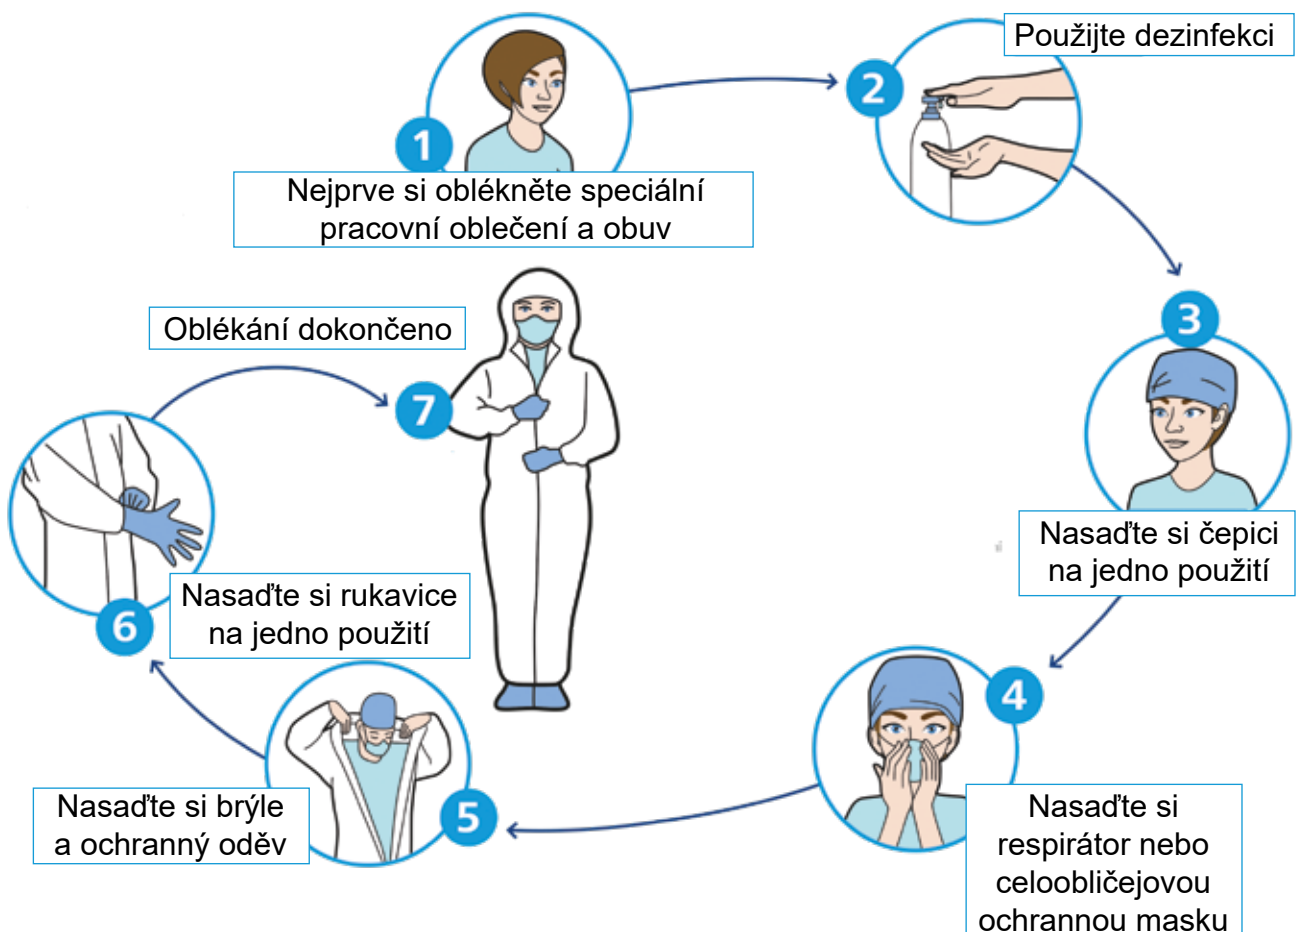 1
Nejprve si oblékněte speciální
pracovní oblečení a obuv
2
Použijte dezinfekci
3
Nasaďte si čepici
na jedno použití
4
Nasaďte si
respirátor nebo
celoobličejovou
ochrannou masku
5
Nasaďte si brýle
a ochranný oděv
6
Nasaďte si rukavice
na jedno použití
7
Oblékání dokončeno